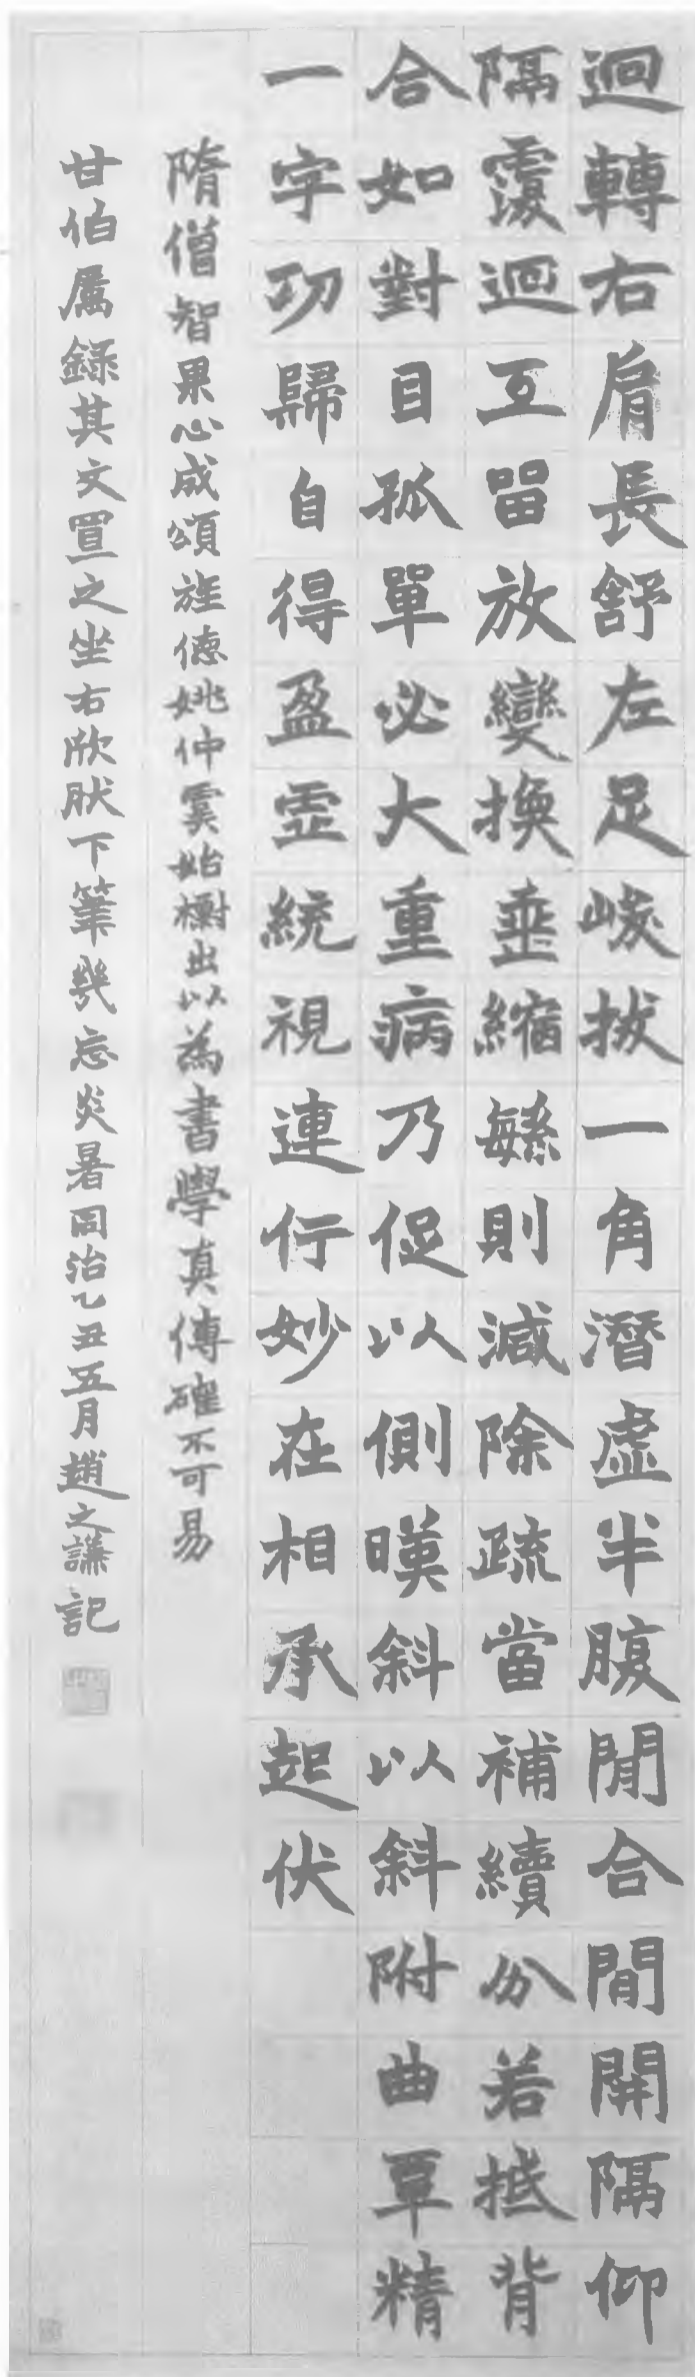 迴轉右肩長舒左足峻拔一角潛虛半腹閒合間開隔仰
隔覆迴互留放變換垂縮繁則減除疏當補續分若抵背
合如對目孤單必大重病乃促以側映斜以斜附曲覃精
一字功歸自得盈虛統視連行妙在相承起伏
隋僧智果心成頌旌德姚仲虞始檢出以為書學真傳確不可易
甘伯屬錄其文置之坐右欣肰下筆幾忘炎暑同治乙丑五月趙之謙記